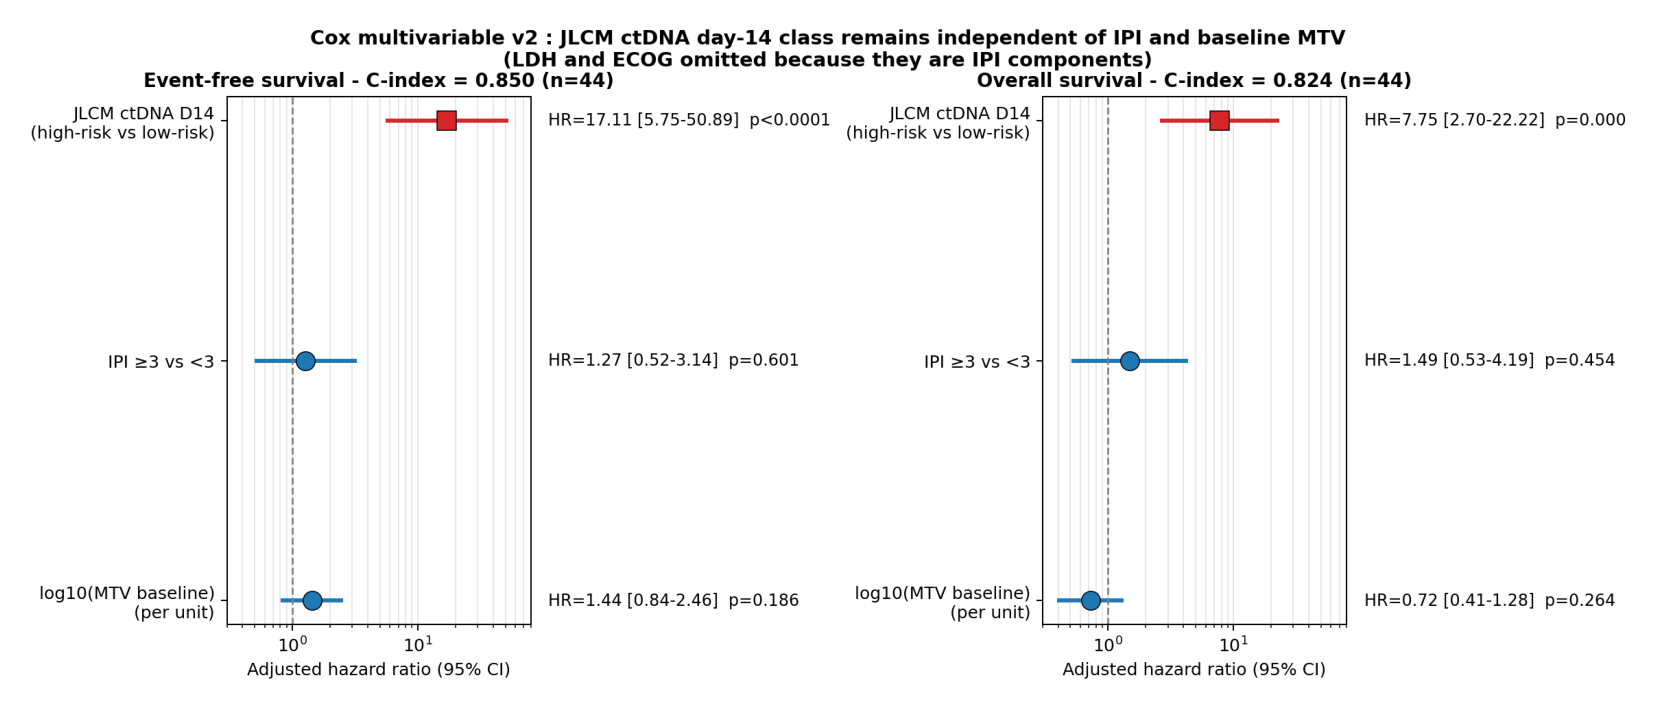 Cox multivariable v2 : JLCM ctDNA day-14 class remains independent of IPI and baseline MTV
(LDH and ECOG omitted because they are IPI components)
Event-free survival - C-index = 0.850 (n=44)
JLCM ctDNA D14
(high-risk vs low-risk)
HR=17.11 [5.75-50.89]  p<0.0001
IPI ≥3 vs <3
HR=1.27 [0.52-3.14]  p=0.601
log10(MTV baseline)
(per unit)
HR=1.44 [0.84-2.46]  p=0.186
10⁰ 10¹
Adjusted hazard ratio (95% CI)
Overall survival - C-index = 0.824 (n=44)
JLCM ctDNA D14
(high-risk vs low-risk)
HR=7.75 [2.70-22.22]  p=0.000
IPI ≥3 vs <3
HR=1.49 [0.53-4.19]  p=0.454
log10(MTV baseline)
(per unit)
HR=0.72 [0.41-1.28]  p=0.264
10⁰ 10¹
Adjusted hazard ratio (95% CI)